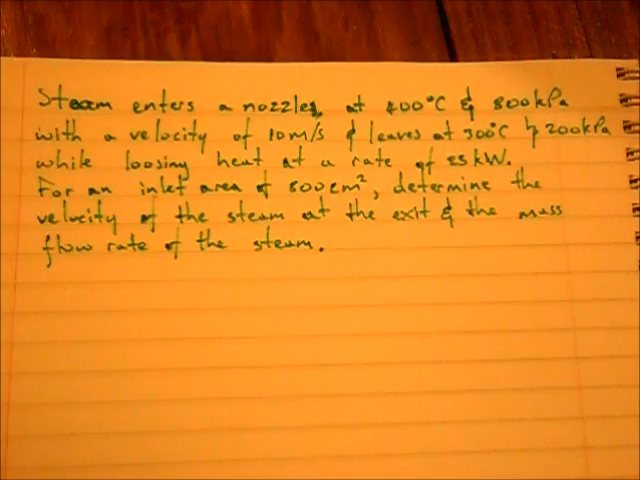 Steam enters a nozzle, at 400°C & 800kPa
with a velocity of 10m/s & leaves at 300°C & 200kPa
while loosing heat at a rate of 25kW.
For an inlet area of 800cm², determine the
velocity of the steam at the exit & the mass
flow rate of the steam.